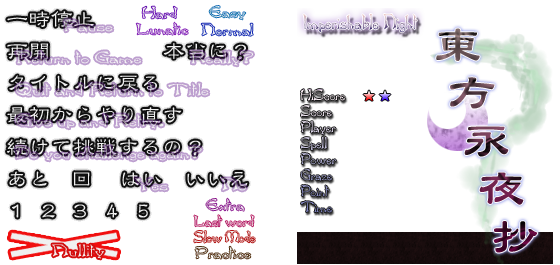 一時停止
Pause
Hard
Easy
Lunatic
Normal
再開
Return to Game
本当に？
Really?
タイトルに戻る
Quit and Return to Title
最初からやり直す
Give up and Retry
続けて挑戦するの？
あと 回 はい いいえ
Yes
１ ２ ３ ４ ５
Extra
Last word
Slow Mode
Practice
Nullify
Imperishable Night
HiScore
Score
Player
Spell
Power
Graze
Point
Time
東方永夜抄